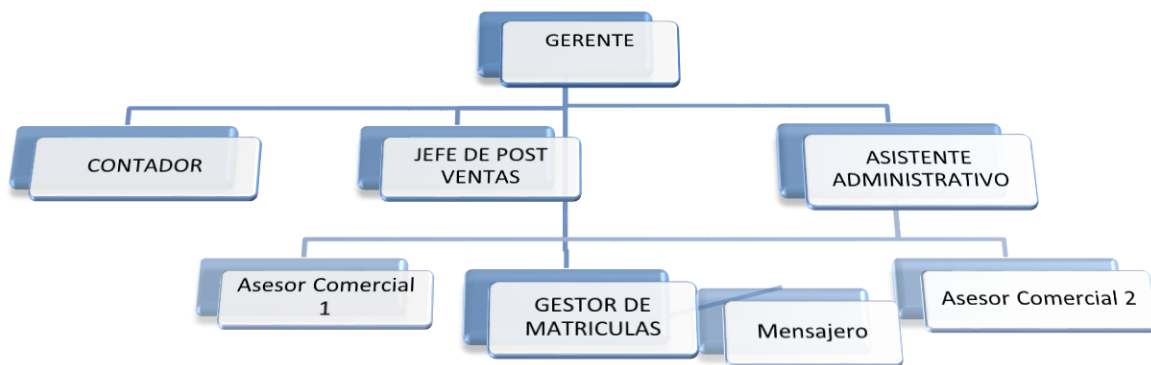 GERENTE
CONTADOR
JEFE DE POST
VENTAS
ASISTENTE
ADMINISTRATIVO
Asesor Comercial
1
GESTOR DE
MATRICULAS
Mensajero
Asesor Comercial 2